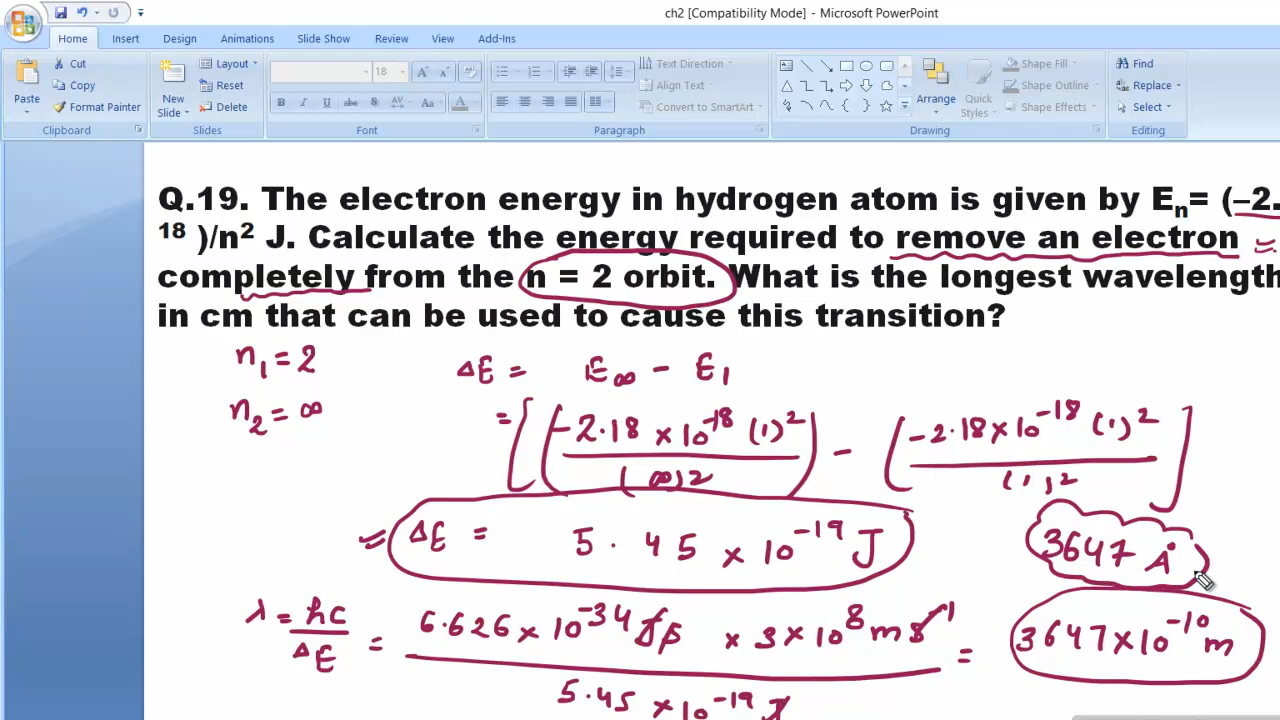 ch2 [Compatibility Mode] - Microsoft PowerPoint
Home Insert Design Animations Slide Show Review View Add-Ins
Paste Cut Copy Format Painter
Clipboard
New Slide Layout Reset Delete
Slides
18
B I U abc S AV Aa A
Font
Text Direction Align Text Convert to SmartArt
Paragraph
Arrange Quick Styles Shape Fill Shape Outline Shape Effects
Drawing
Find Replace Select
Editing
Q.19. The electron energy in hydrogen atom is given by Eₙ= (–2.
¹⁸ )/n² J. Calculate the energy required to remove an electron
completely from the n = 2 orbit. What is the longest wavelength
in cm that can be used to cause this transition?
n₁ = 2
n₂ = ∞
ΔE = E∞ - E₁
= [(-2.18 × 10⁻¹⁸ (1)²/(∞)2) - (-2.18 × 10⁻¹⁸ (1)²/(1)²)]
ΔE = 5.45 × 10⁻¹⁹ J
3647 A°
λ = hc/ΔE = 6.626 × 10⁻³⁴ × 3 × 10⁸ m s⁻¹ / 5.45 × 10⁻¹⁹ J = 3647 × 10⁻¹⁰ m